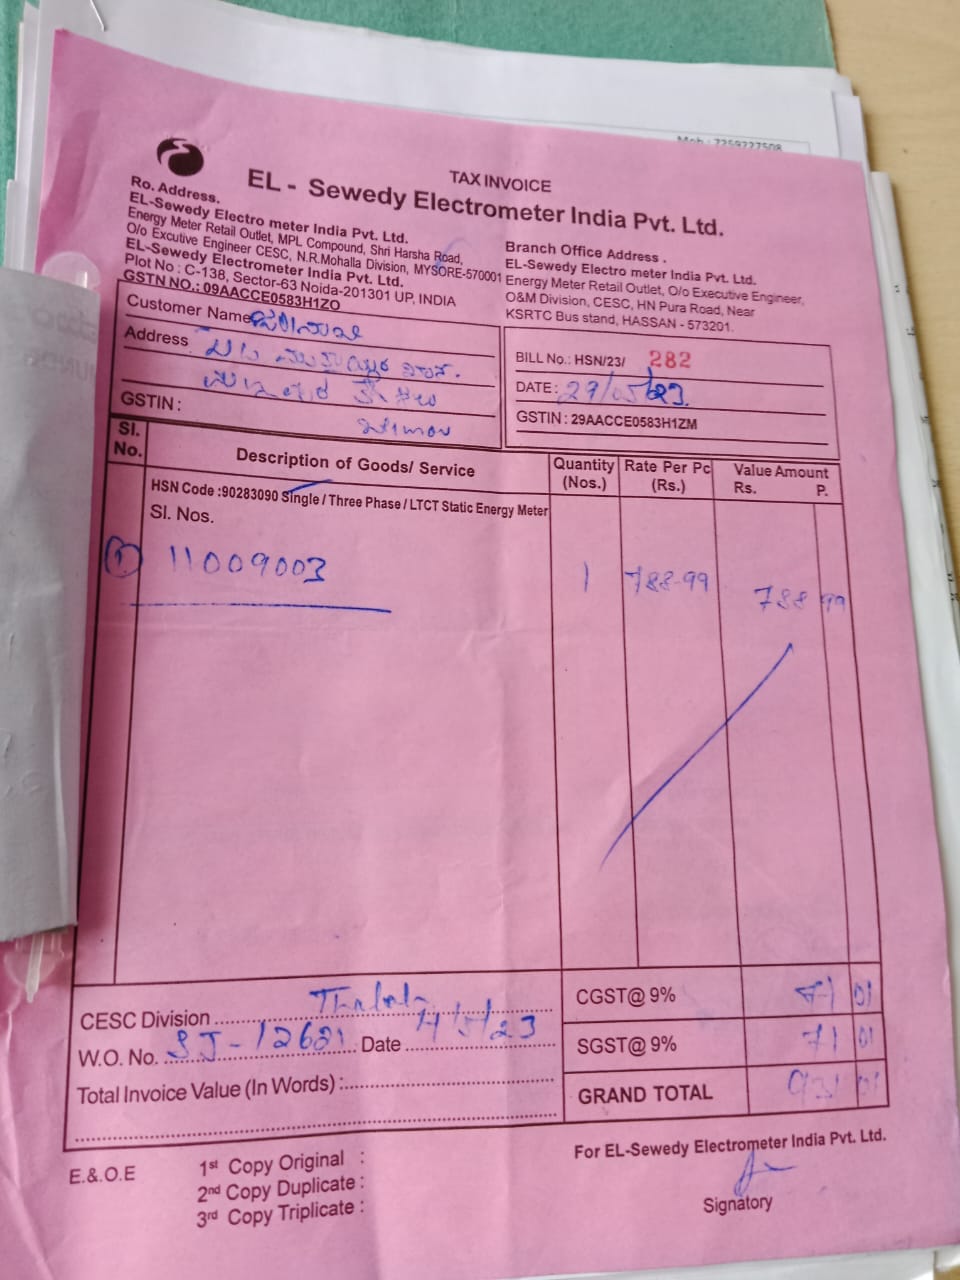 Mob : 7259227508
TAX INVOICE
EL - Sewedy Electrometer India Pvt. Ltd.
Ro. Address.
EL-Sewedy Electro meter India Pvt. Ltd.
Energy Meter Retail Outlet, MPL Compound, Shri Harsha Road,
O/o Excutive Engineer CESC, N.R.Mohalla Division, MYSORE-570001
EL-Sewedy Electrometer India Pvt. Ltd.
Plot No : C-138, Sector-63 Noida-201301 UP, INDIA
GSTN NO.: 09AACCE0583H1ZO
Branch Office Address .
EL-Sewedy Electro meter India Pvt. Ltd.
Energy Meter Retail Outlet, O/o Executive Engineer,
O&M Division, CESC, HN Pura Road, Near
KSRTC Bus stand, HASSAN - 573201.
Customer Name
Address
GSTIN :
BILL No.: HSN/23/ 282
DATE : 29/05/23
GSTIN : 29AACCE0583H1ZM
Sl. No. Description of Goods/ Service Quantity (Nos.) Rate Per Pc (Rs.) Value Amount Rs. P.
HSN Code :90283090 Single / Three Phase / LTCT Static Energy Meter
Sl. Nos.
1 11009003 1 788-99 788 99
CESC Division
W.O. No. SJ-12681 Date 4/5/23
Total Invoice Value (In Words) :
CGST@ 9% 71 01
SGST@ 9% 71 01
GRAND TOTAL 931 01
E.&.O.E
1st Copy Original :
2nd Copy Duplicate :
3rd Copy Triplicate :
For EL-Sewedy Electrometer India Pvt. Ltd.
Signatory